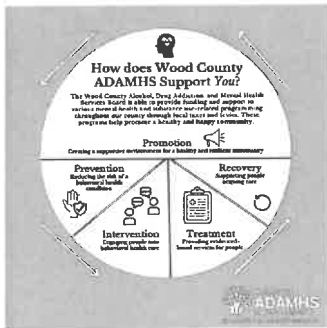 How does Wood County
ADAMHS Support You?
The Wood County Alcohol, Drug Addiction, and Mental Health
Services Board is able to provide funding and support to
various mental health and substance use-related programming
throughout our county through local taxes and levies. These
programs help promote a healthy and happy community.
Promotion
Creating a supportive environment for a healthy and resilient community
Prevention
Reducing the risk of a
behavioral health
condition
Recovery
Supporting people
ongoing care
Intervention
Engaging people into
behavioral health care
Treatment
Providing evidenced-
based services for people
ADAMHS